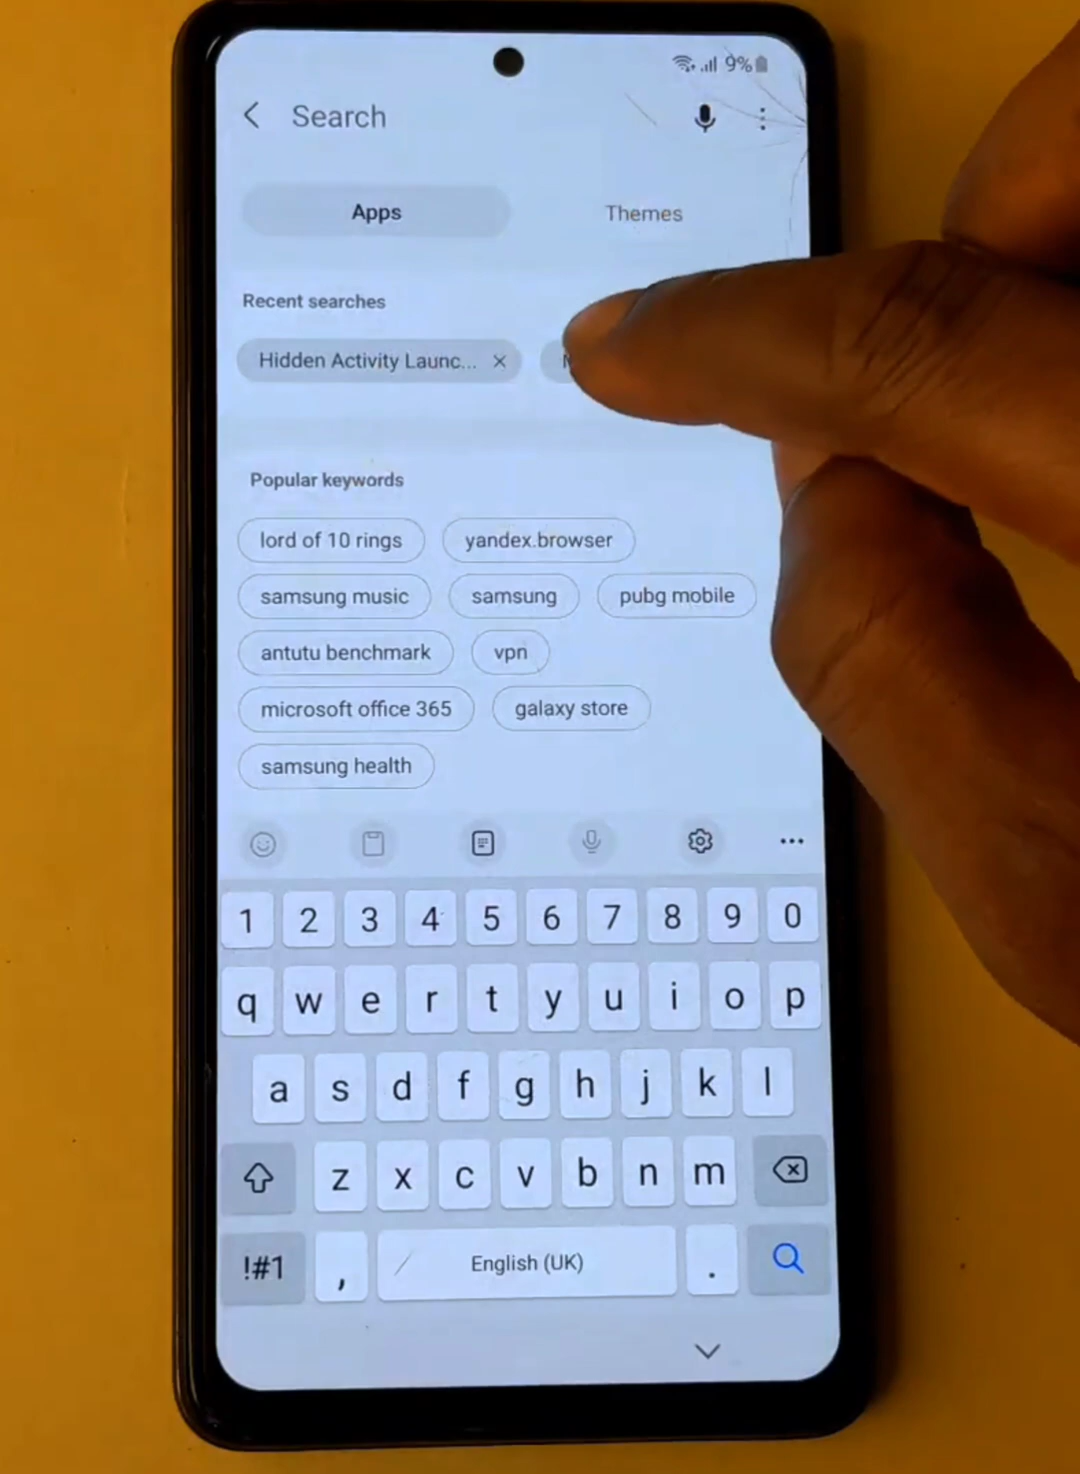 9%
Search
Apps Themes
Recent searches
Hidden Activity Launc... ×
Popular keywords
lord of 10 rings yandex.browser
samsung music samsung pubg mobile
antutu benchmark vpn
microsoft office 365 galaxy store
samsung health
1 2 3 4 5 6 7 8 9 0
q w e r t y u i o p
a s d f g h j k l
z x c v b n m
!#1 , English (UK) .